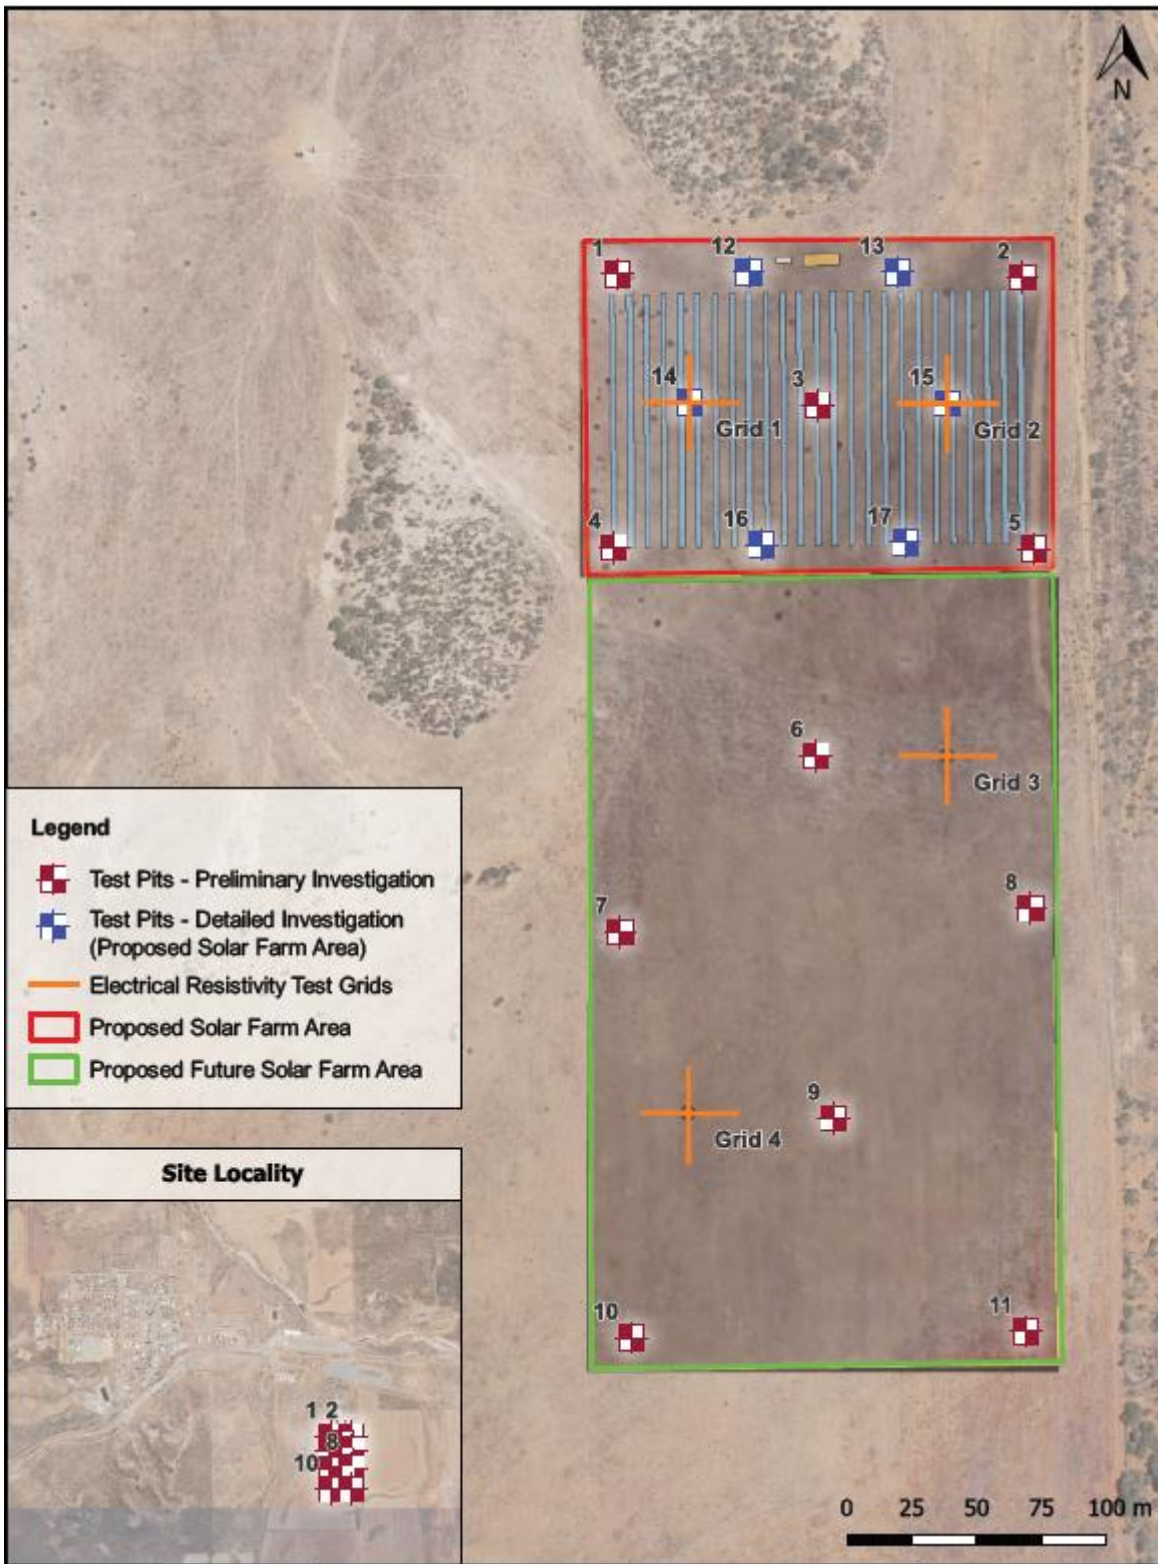 N
1
12
13
2
14
3
15
Grid 1
Grid 2
4
16
17
5
6
Grid 3
7
8
9
Grid 4
10
11
Legend
Test Pits - Preliminary Investigation
Test Pits - Detailed Investigation
(Proposed Solar Farm Area)
Electrical Resistivity Test Grids
Proposed Solar Farm Area
Proposed Future Solar Farm Area
Site Locality
1 2
8
10
0 25 50 75 100 m